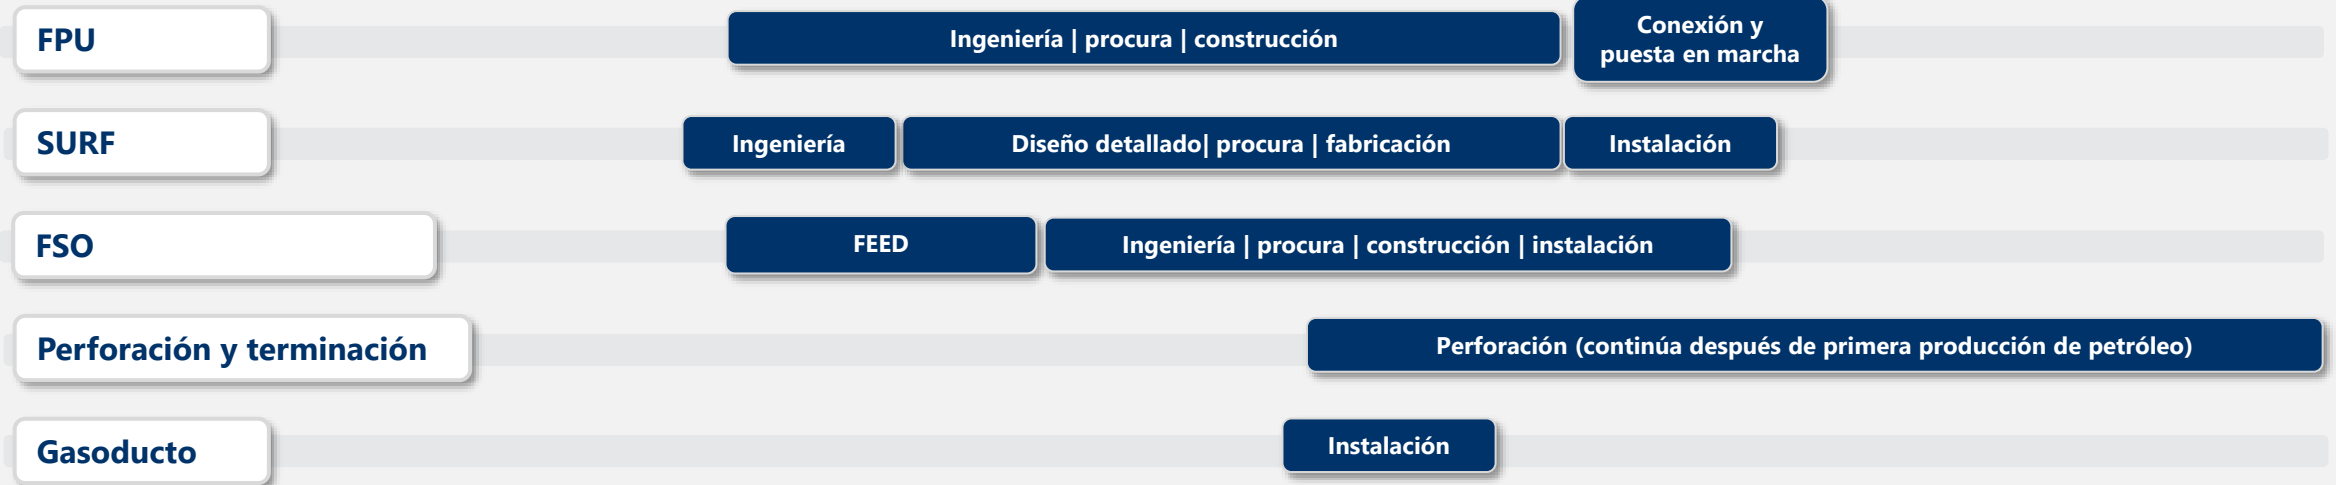 FPU
Ingeniería | procura | construcción
Conexión y
puesta en marcha
SURF
Ingeniería
Diseño detallado| procura | fabricación
Instalación
FSO
FEED
Ingeniería | procura | construcción | instalación
Perforación y terminación
Perforación (continúa después de primera producción de petróleo)
Gasoducto
Instalación